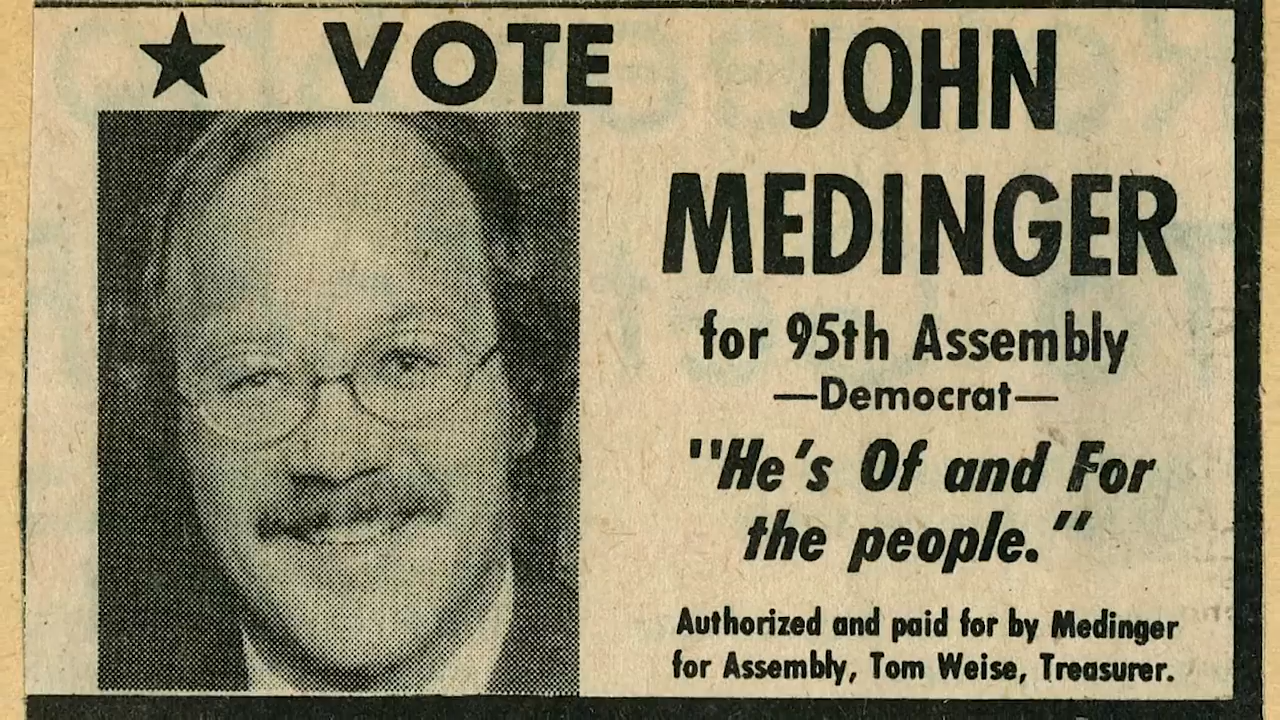 ★ VOTE
JOHN
MEDINGER
for 95th Assembly
—Democrat—
"He's Of and For
the people."
Authorized and paid for by Medinger
for Assembly, Tom Weise, Treasurer.